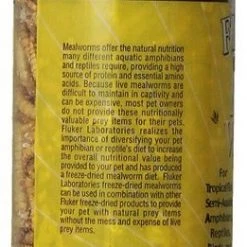 Mealworms offer the natural nutrition
many different aquatic amphibians
and reptiles require, providing a high
source of protein and essential amino
acids. Because live mealworms are
difficult to maintain in captivity and
can be expensive, most pet owners
do not provide these nutritionally
valuable prey items for their pets.
Fluker Laboratories realizes the
importance of diversifying your pet
amphibian or reptile's diet to increase
the overall nutritional value being
provided to your pet and has produced
a freeze-dried mealworm diet. Fluker
Laboratories freeze-dried mealworms
can be used in combination with other
Fluker freeze-dried products to provide
your pet with natural prey items
without the mess and expense of live
prey items.
F
For
Tropical
Semi-Aqua
Amphibians
Reptiles,